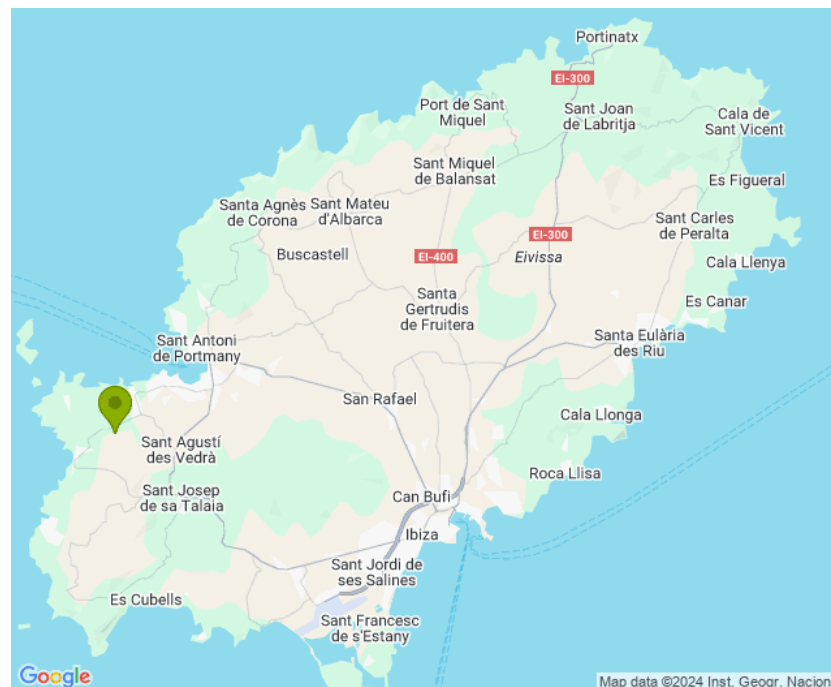 Portinatx
EI-300
Port de Sant
Miquel
Sant Joan
de Labritja
Cala de
Sant Vicent
Sant Miquel
de Balansat
Es Figueral
Santa Agnès
de Corona
Sant Mateu
d'Albarca
Sant Carles
de Peralta
EI-300
Buscastell
EI-400
Eivissa
Cala Llenya
Santa
Gertrudis
de Fruitera
Es Canar
Sant Antoni
de Portmany
Santa Eulària
des Riu
San Rafael
Cala Llonga
Sant Agustí
des Vedrà
Roca Llisa
Sant Josep
de sa Talaia
Can Bufi
Ibiza
Sant Jordi de
ses Salines
Es Cubells
Sant Francesc
de s'Estany
Google
Map data ©2024 Inst. Geogr. Nacion